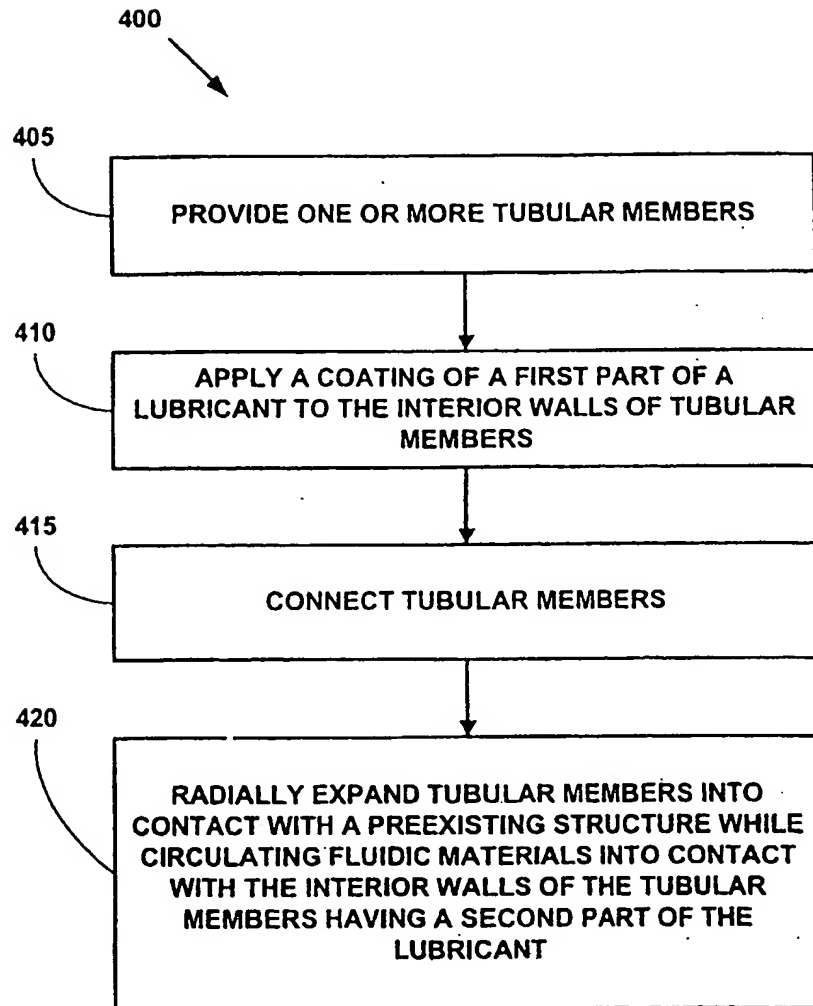 400
405
PROVIDE ONE OR MORE TUBULAR MEMBERS
410
APPLY A COATING OF A FIRST PART OF A
LUBRICANT TO THE INTERIOR WALLS OF TUBULAR
MEMBERS
415
CONNECT TUBULAR MEMBERS
420
RADIALLY EXPAND TUBULAR MEMBERS INTO
CONTACT WITH A PREEXISTING STRUCTURE WHILE
CIRCULATING FLUIDIC MATERIALS INTO CONTACT
WITH THE INTERIOR WALLS OF THE TUBULAR
MEMBERS HAVING A SECOND PART OF THE
LUBRICANT